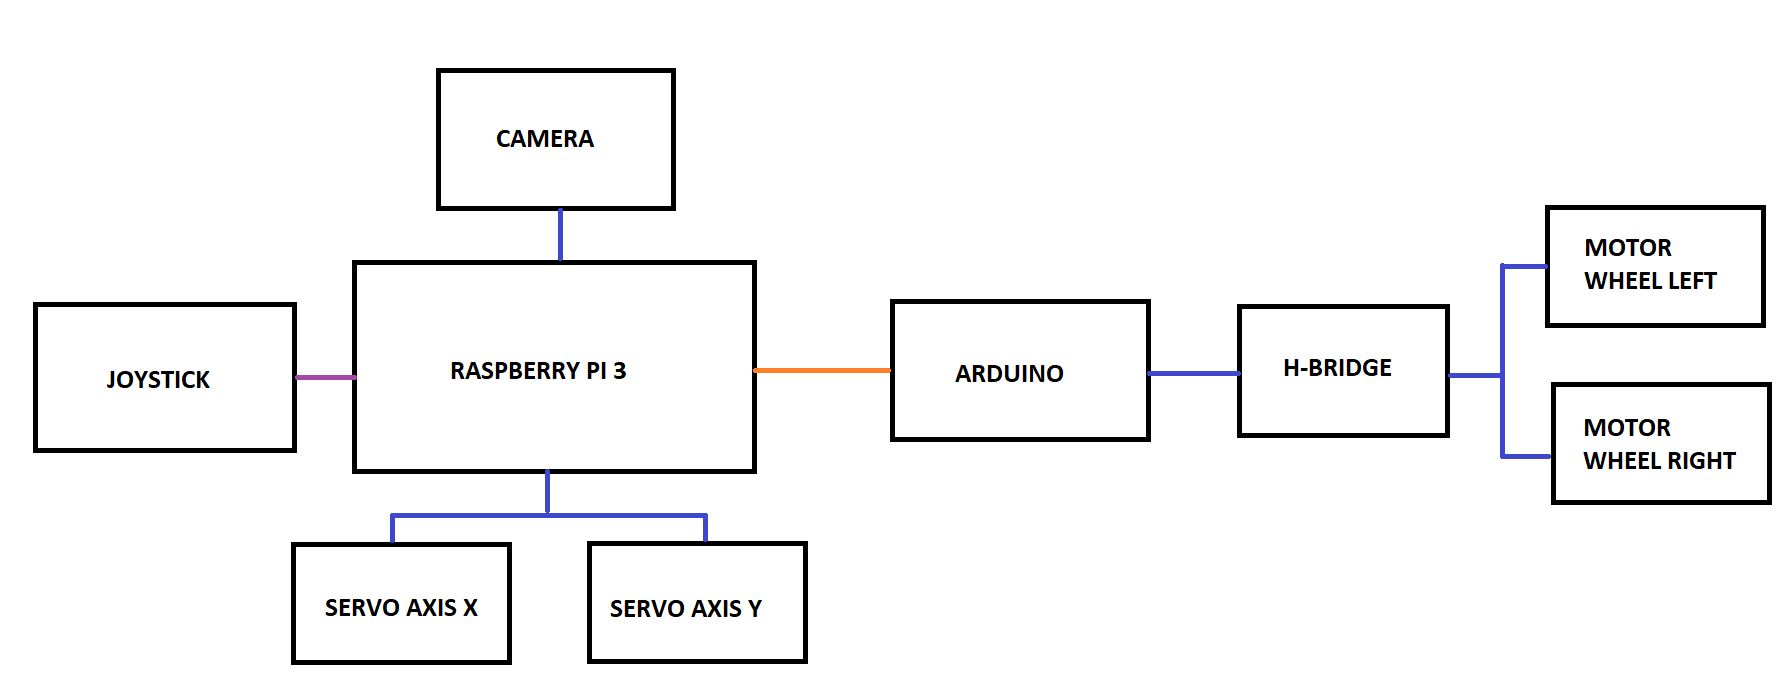 CAMERA
JOYSTICK
RASPBERRY PI 3
ARDUINO
H-BRIDGE
MOTOR
WHEEL LEFT
MOTOR
WHEEL RIGHT
SERVO AXIS X
SERVO AXIS Y